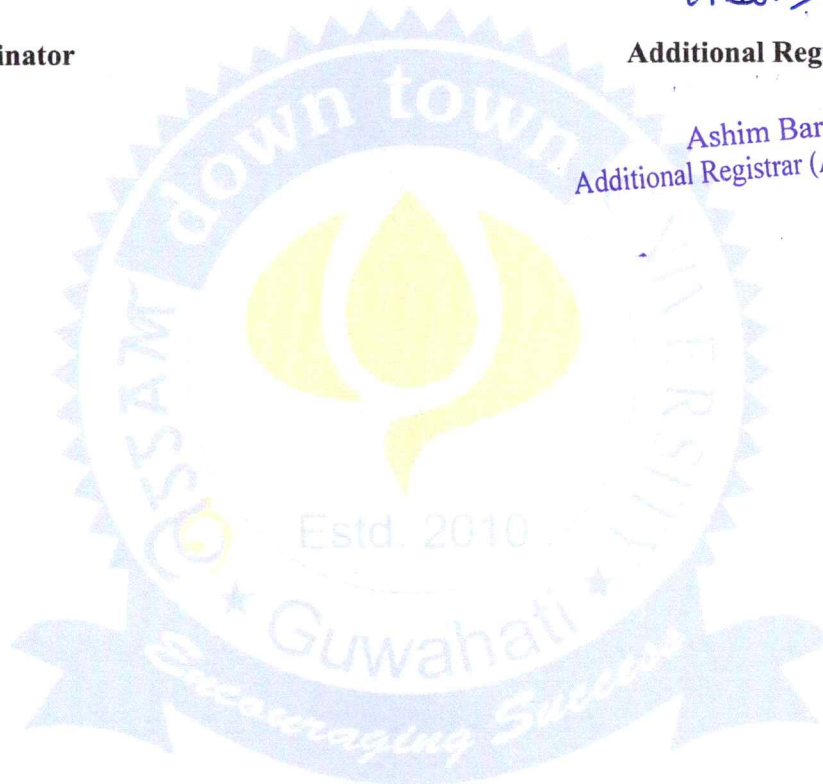 inator
Additional Reg
Ashim Bar
Additional Registrar (A
ASSAM down town UNIVERSITY
Estd. 2010
Guwahati
Encouraging Success